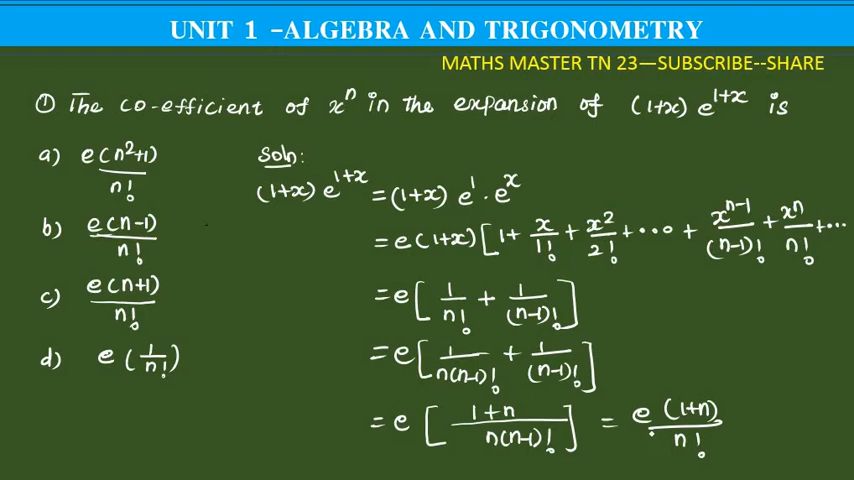 UNIT 1 -ALGEBRA AND TRIGONOMETRY
MATHS MASTER TN 23—SUBSCRIBE--SHARE
① The co-efficient of xⁿ in the expansion of (1+x) e^{1+x} is
a) e(n²+1)/n!
b) e(n-1)/n!
c) e(n+1)/n!
d) e(1/n!)
Soln:
(1+x) e^{1+x} = (1+x) e^1 · e^x
= e(1+x) [1 + x/1! + x²/2! + ··· + x^{n-1}/(n-1)! + xⁿ/n! + ···
= e [1/n! + 1/(n-1)!]
= e [1/n(n-1)! + 1/(n-1)!]
= e [1+n/n(n-1)!] = e(1+n)/n!